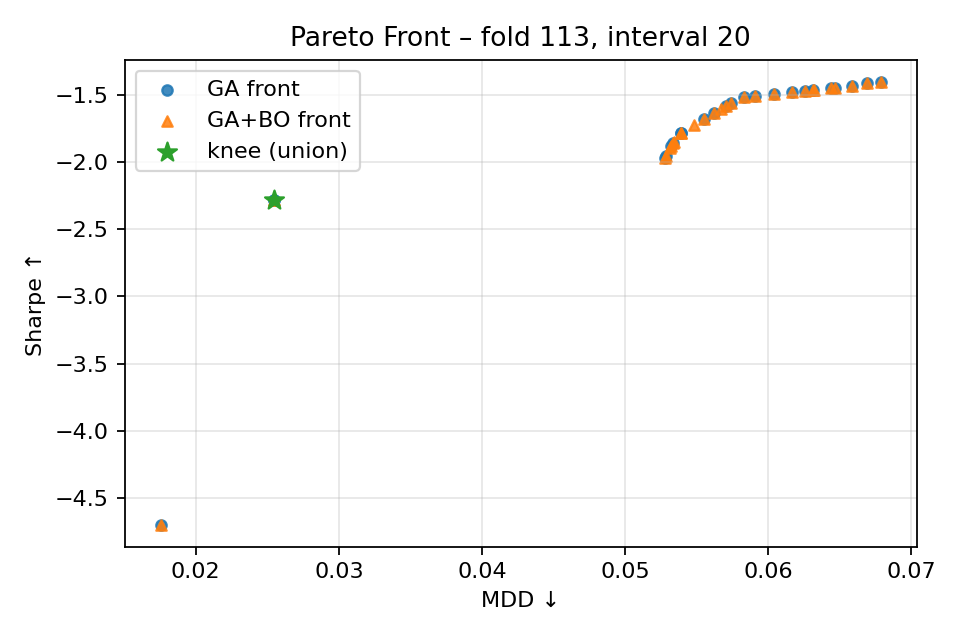 Pareto Front – fold 113, interval 20
GA front
GA+BO front
knee (union)
Sharpe ↑
−1.5
−2.0
−2.5
−3.0
−3.5
−4.0
−4.5
0.02 0.03 0.04 0.05 0.06 0.07
MDD ↓